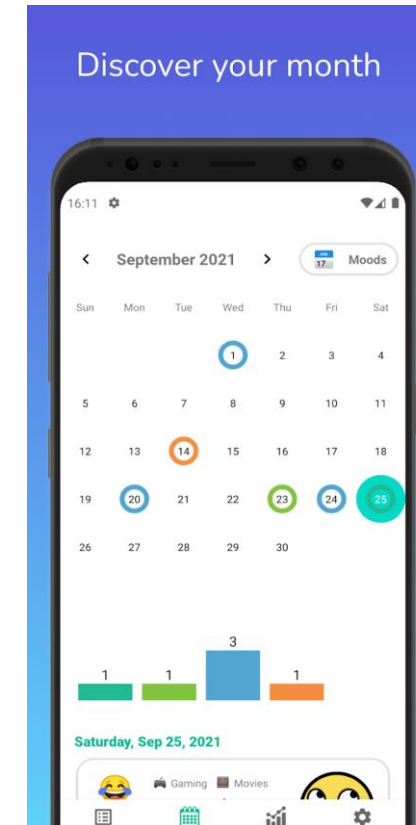 Discover your month
16:11
September 2021 Moods
Sun Mon Tue Wed Thu Fri Sat
1 2 3 4
5 6 7 8 9 10 11
12 13 14 15 16 17 18
19 20 21 22 23 24 25
26 27 28 29 30
3
1 1 1
Saturday, Sep 25, 2021
Gaming Movies